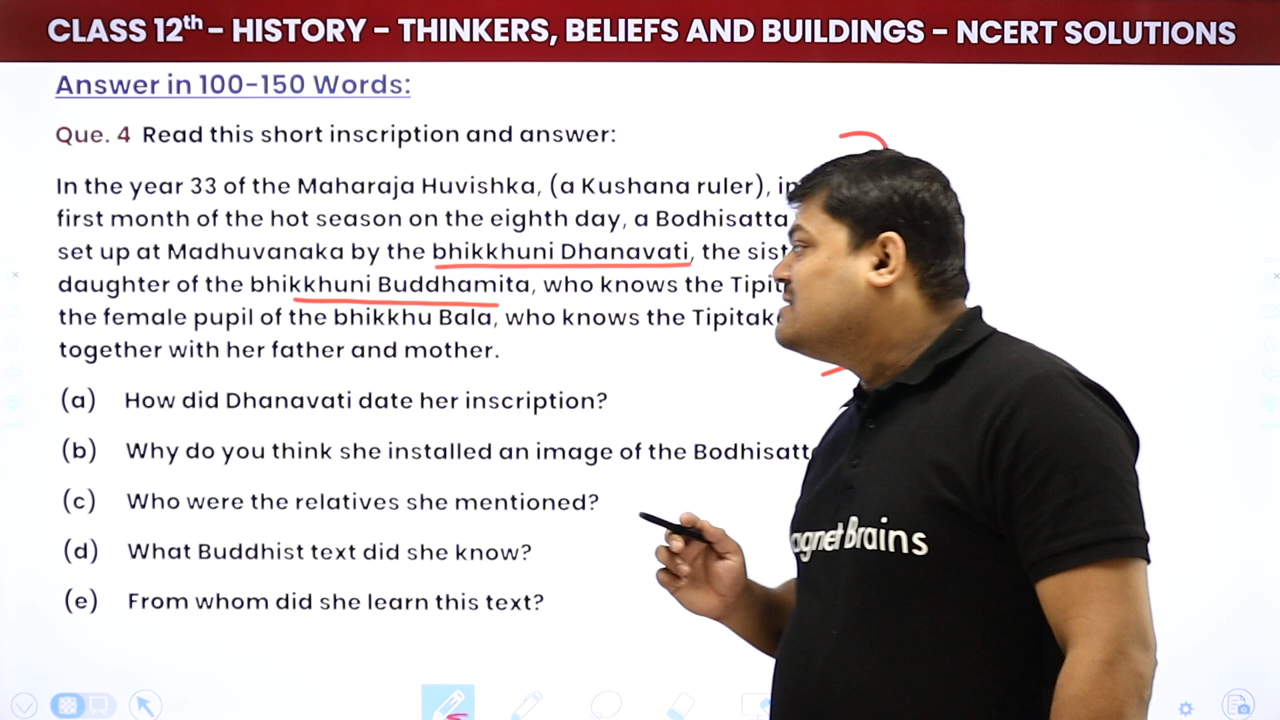 CLASS 12th – HISTORY – THINKERS, BELIEFS AND BUILDINGS – NCERT SOLUTIONS
Answer in 100-150 Words:
Que. 4 Read this short inscription and answer:
In the year 33 of the Maharaja Huvishka, (a Kushana ruler), in
first month of the hot season on the eighth day, a Bodhisatta
set up at Madhuvanaka by the bhikkhuni Dhanavati, the sist
daughter of the bhikkhuni Buddhamita, who knows the Tipit
the female pupil of the bhikkhu Bala, who knows the Tipitak
together with her father and mother.
(a) How did Dhanavati date her inscription?
(b) Why do you think she installed an image of the Bodhisatt
(c) Who were the relatives she mentioned?
(d) What Buddhist text did she know?
(e) From whom did she learn this text?
agnet Brains